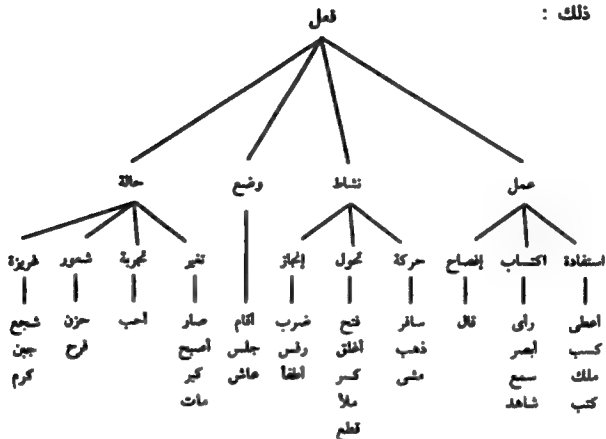 ذلك :
فعل
عمل نشاط وضع حالة
استفادة اكتساب إفصاح حركة تحول إنجاز تغير تجربة شعور غريزة
أعطى رأى قال سافر فتح ضرب أقام صار أحب حزن شجع
كسب أبصر ذهب أغلق رفس جلس أصبح فرح جبن
ملك سمع مشى كسر أطفأ عاش كبر كرم
كتب شاهد ملأ مات
قطع